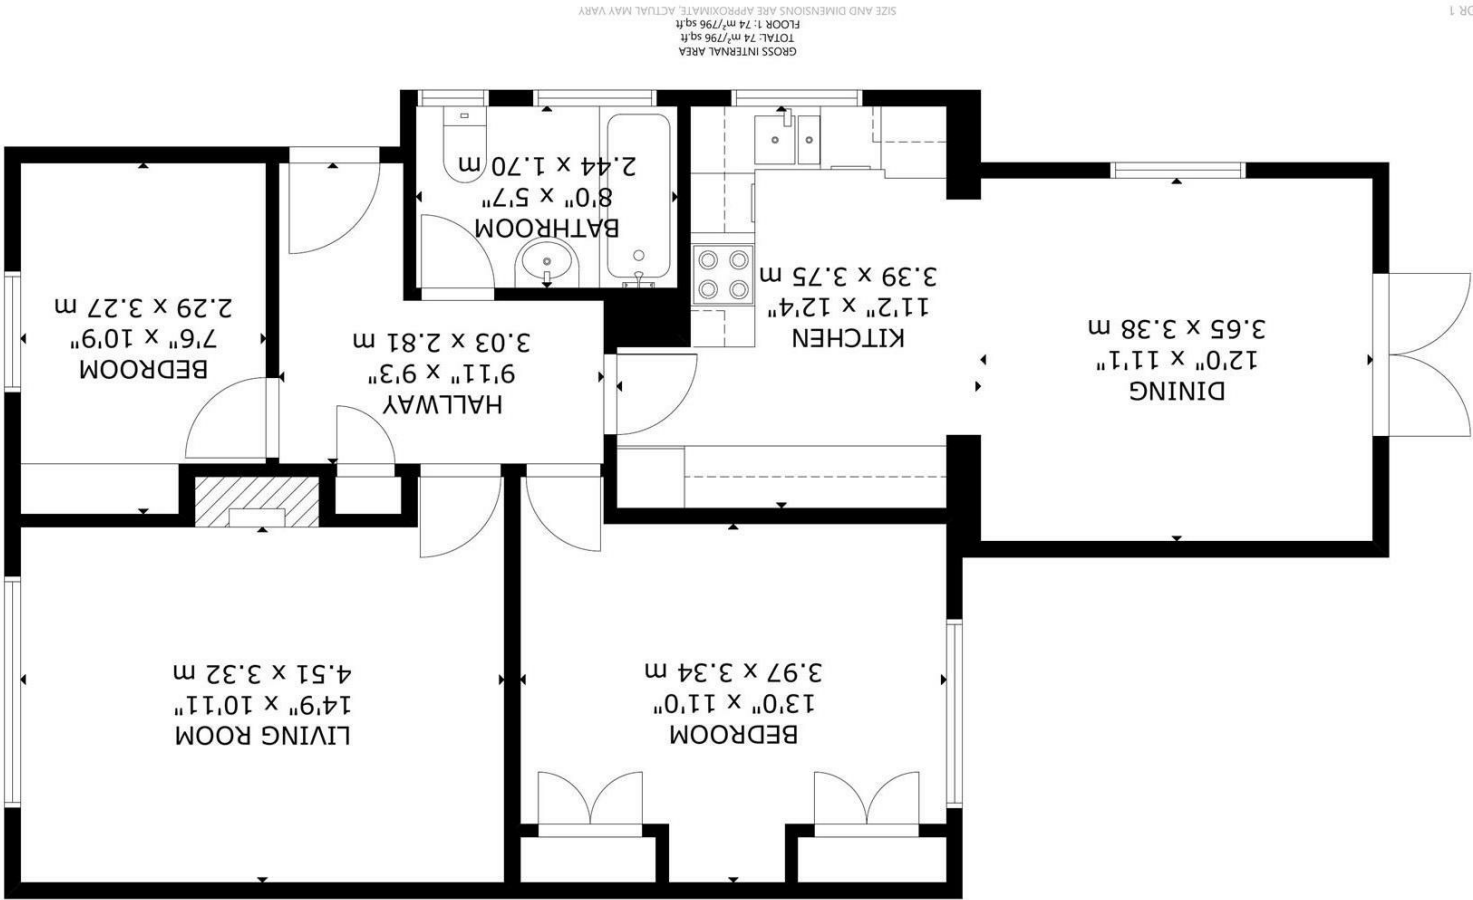 BEDROOM
13'0" x 11'0"
3.97 x 3.34 m
LIVING ROOM
14'9" x 10'11"
4.51 x 3.32 m
DINING
12'0" x 11'1"
3.65 x 3.38 m
KITCHEN
11'2" x 12'4"
3.39 x 3.75 m
HALLWAY
9'11" x 9'3"
3.03 x 2.81 m
BEDROOM
7'6" x 10'9"
2.29 x 3.27 m
BATHROOM
8'0" x 5'7"
2.44 x 1.70 m
GROSS INTERNAL AREA
TOTAL: 74 m²/796 sq.ft
FLOOR 1: 74 m²/796 sq.ft
SIZE AND DIMENSIONS ARE APPROXIMATE, ACTUAL MAY VARY
OR 1